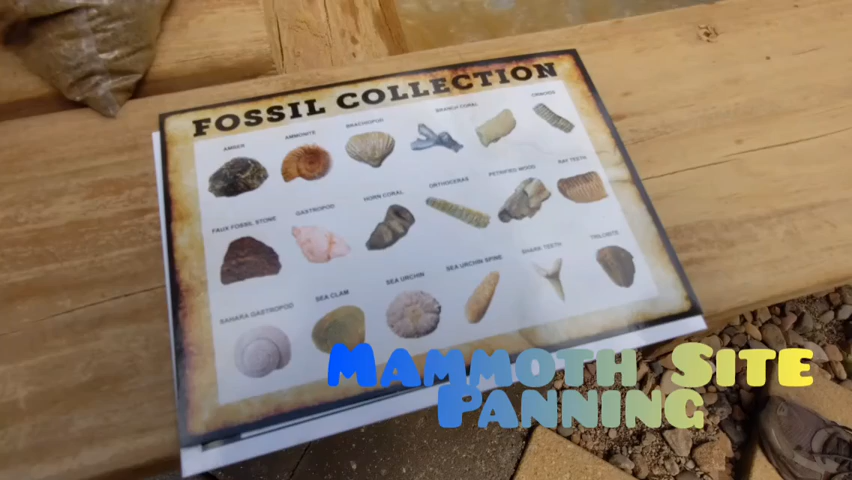 FOSSIL COLLECTION
AMBER
AMMONITE
BRACHIOPOD
BRANCH CORAL
CRINOIDS
FAUX FOSSIL STONE
GASTROPOD
HORN CORAL
ORTHOCERAS
PETRIFIED WOOD
RAY TEETH
SAHARA GASTROPOD
SEA CLAM
SEA URCHIN
SEA URCHIN SPINE
SHARK TEETH
TRILOBITE
Mammoth Site
Panning